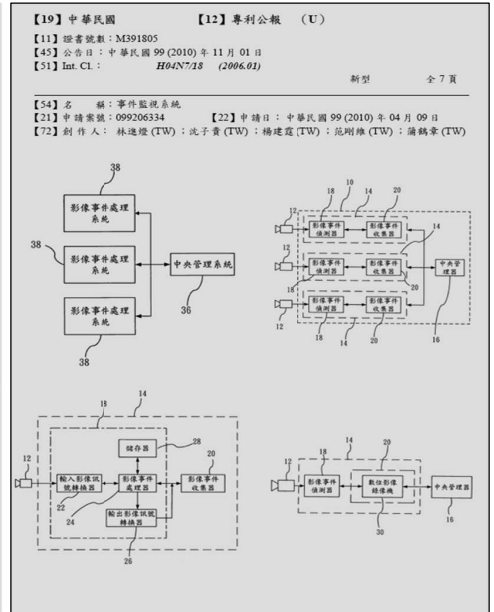 【19】中華民國 【12】專利公報 (U)
【11】證書號數：M391805
【45】公告日：中華民國 99 (2010) 年 11 月 01 日
【51】Int. Cl.： H04N7/18 (2006.01)
新型 全 7 頁
【54】名 稱：事件監視系統
【21】申請案號：099206334 【22】申請日：中華民國 99 (2010) 年 04 月 09 日
【72】創作人： 林進燈 (TW)；沈子貴 (TW)；楊建霆 (TW)；范剛維 (TW)；蒲鶴章 (TW)
38
影像事件處理
系統
38
影像事件處理
系統
中央管理系統
36
影像事件處理
系統
38
10
18
14
20
12
影像事件
偵測器
影像事件
收集器
14
12
影像事件
偵測器
影像事件
收集器
中央管
理器
18
20
12
影像事件
偵測器
影像事件
收集器
18
14
20
16
18
14
28
儲存器
12
20
輸入影像訊
號轉換器
影像事件
處理器
影像事件
收集器
22
24
輸出影像訊號
轉換器
26
14
20
18
12
影像事件
偵測器
數位影像
錄像機
中央管理器
30
16